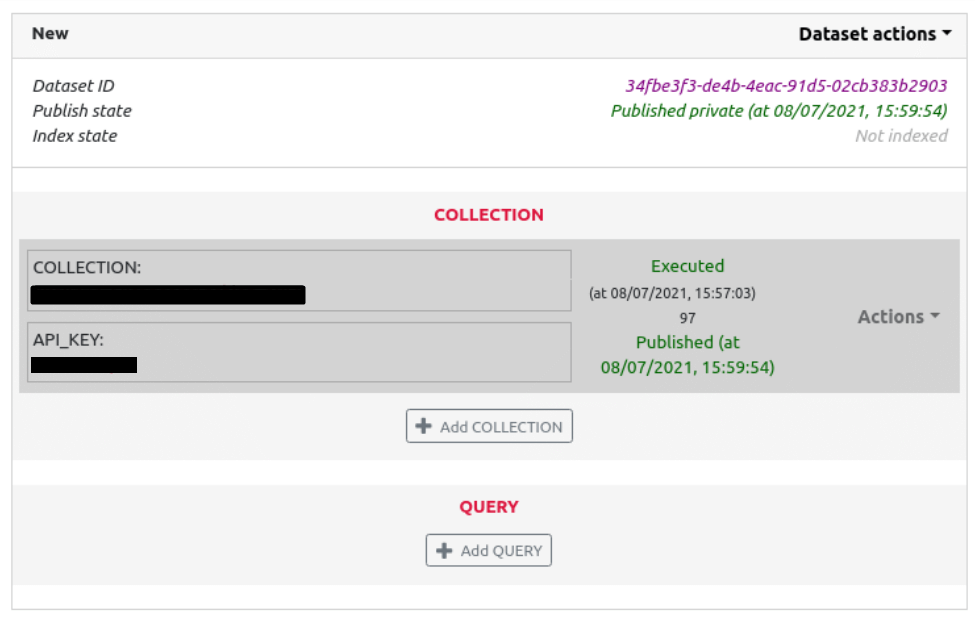 New
Dataset actions
Dataset ID
34fbe3f3-de4b-4eac-91d5-02cb383b2903
Publish state
Published private (at 08/07/2021, 15:59:54)
Index state
Not indexed
COLLECTION
COLLECTION:
API_KEY:
Executed
(at 08/07/2021, 15:57:03)
97
Published (at
08/07/2021, 15:59:54)
Actions
Add COLLECTION
QUERY
Add QUERY